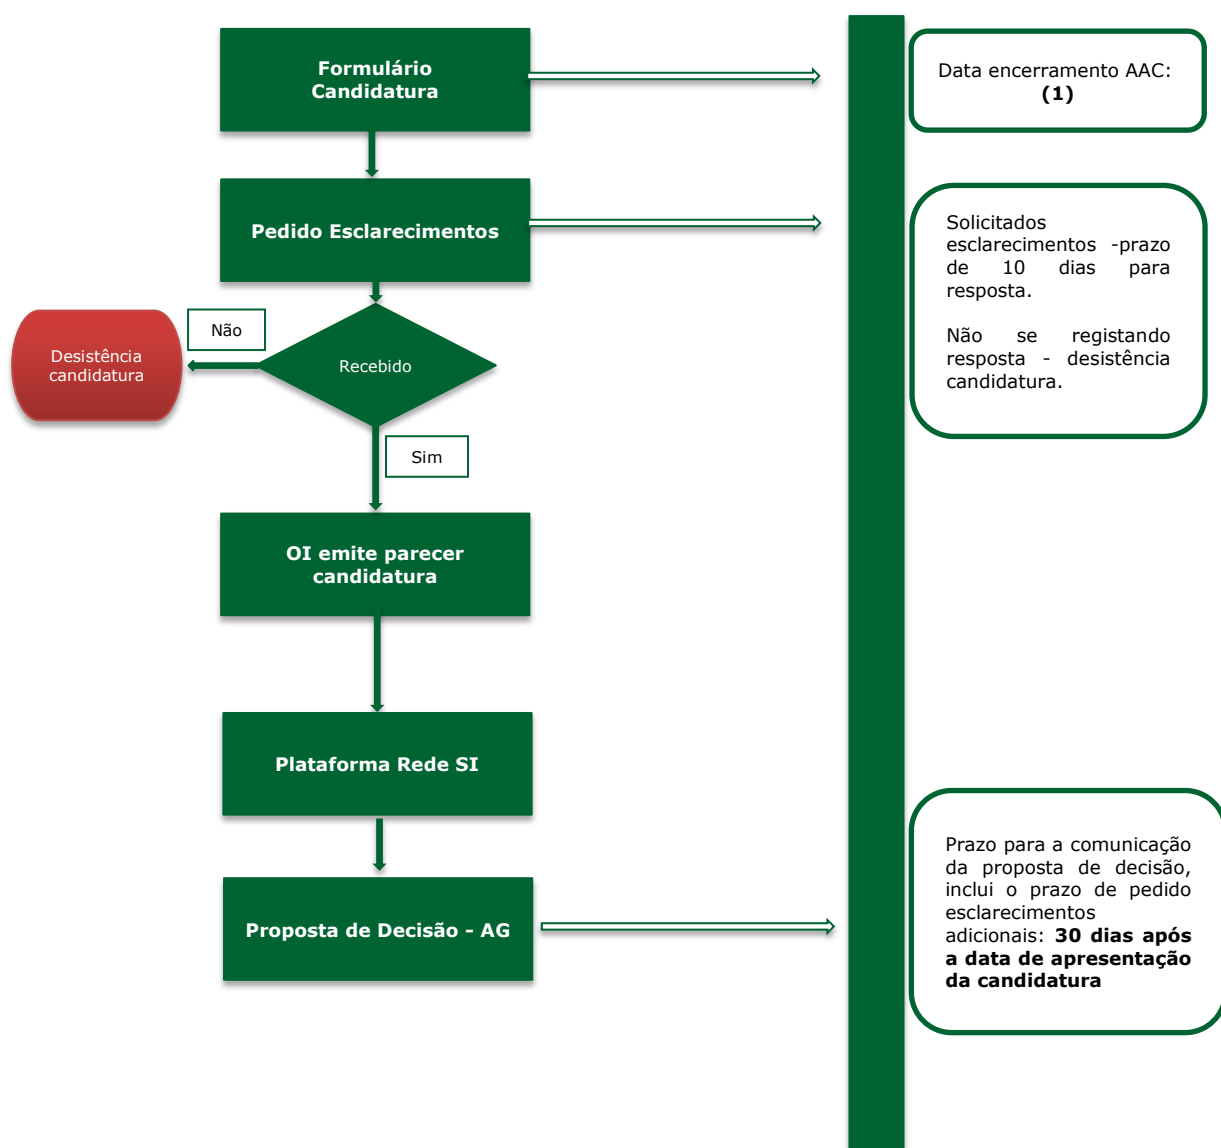 Formulário
Candidatura
Data encerramento AAC:
(1)
Pedido Esclarecimentos
Solicitados
esclarecimentos -prazo
de 10 dias para
resposta.
Não se registando
resposta - desistência
candidatura.
Não
Desistência
candidatura
Recebido
Sim
OI emite parecer
candidatura
Plataforma Rede SI
Proposta de Decisão - AG
Prazo para a comunicação
da proposta de decisão,
inclui o prazo de pedido
esclarecimentos
adicionais: 30 dias após
a data de apresentação
da candidatura